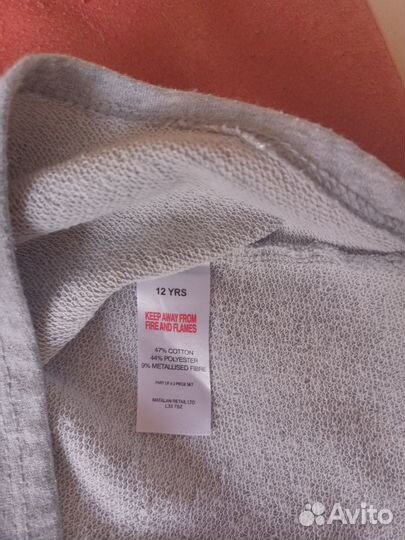 12 YRS
KEEP AWAY FROM
FIRE AND FLAMES
47% COTTON
44% POLYESTER
9% METALLISED FIBRE
PART OF A 2 PIECE SET
MATALAN RETAIL LTD
L33 7SZ
Avito